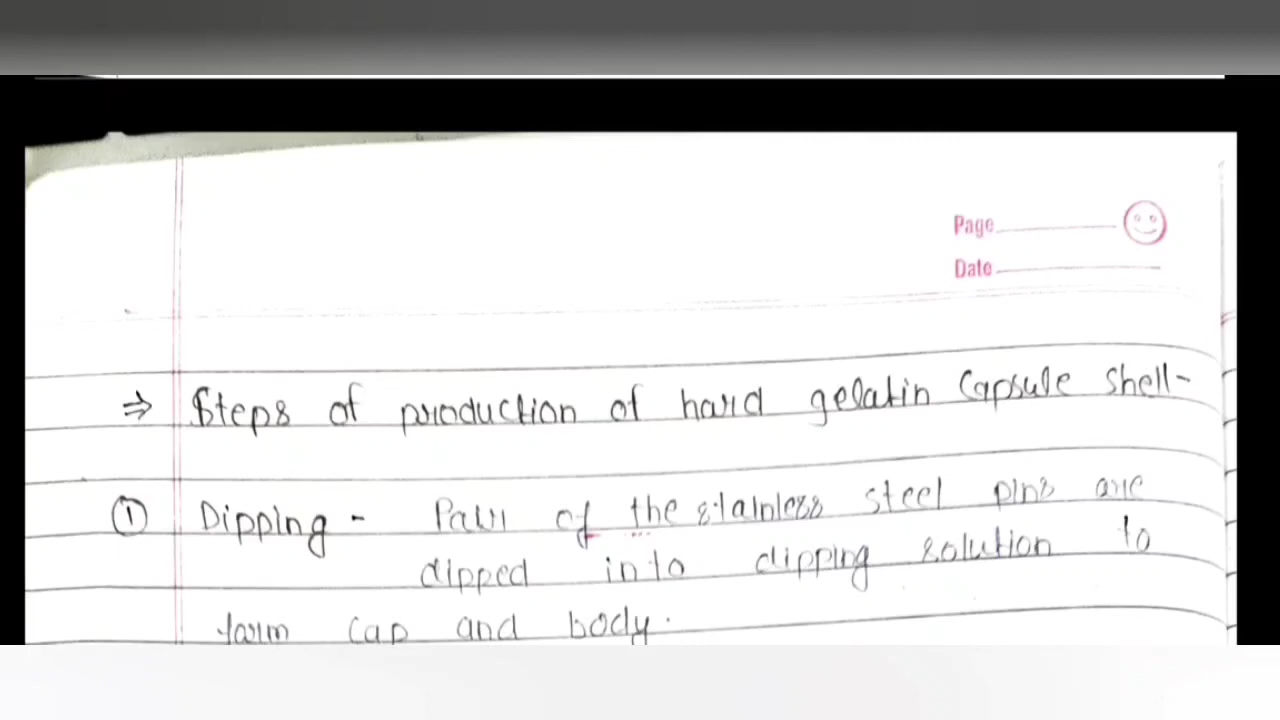 Page
Date
⇒ Steps of production of hard gelatin Capsule shell-
① Dipping - Pair of the stainless steel pins are
dipped into dipping solution to
form cap and body.